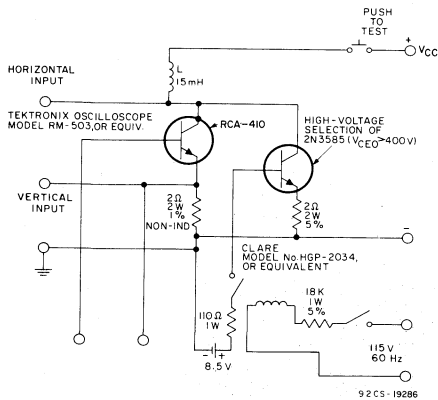 PUSH
TO
TEST
+
VCC
L
15mH
HORIZONTAL
INPUT
TEKTRONIX OSCILLOSCOPE
MODEL RM-503, OR EQUIV.
RCA-410
HIGH-VOLTAGE
SELECTION OF
2N3585 (VCEO>400V)
VERTICAL
INPUT
2Ω
2W
1%
NON-IND
2Ω
2W
5%
-
CLARE
MODEL No. HGP-2034,
OR EQUIVALENT
110Ω
1W
18K
1W
5%
- +
8.5V
115V
60 Hz
92CS-19286